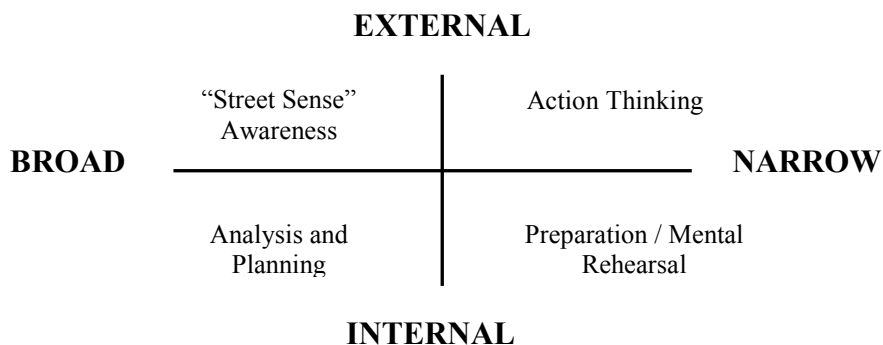 EXTERNAL
“Street Sense”
Awareness
Action Thinking
BROAD
NARROW
Analysis and
Planning
Preparation / Mental
Rehearsal
INTERNAL